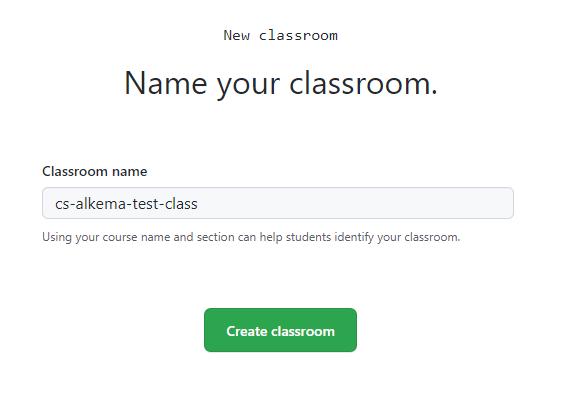 New classroom
Name your classroom.
Classroom name
cs-alkema-test-class
Using your course name and section can help students identify your classroom.
Create classroom